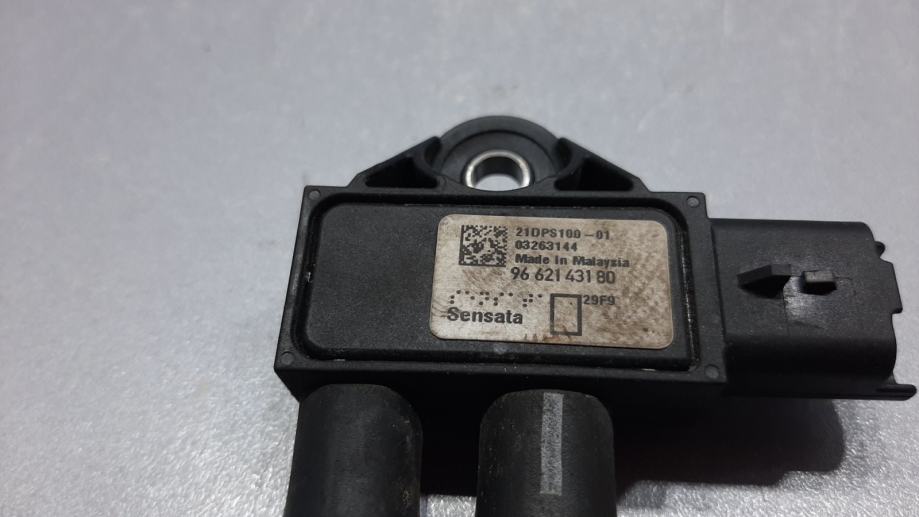 21DPS100-01
03263144
Made in Malaysia
96 621 431 80
29F9
Sensata